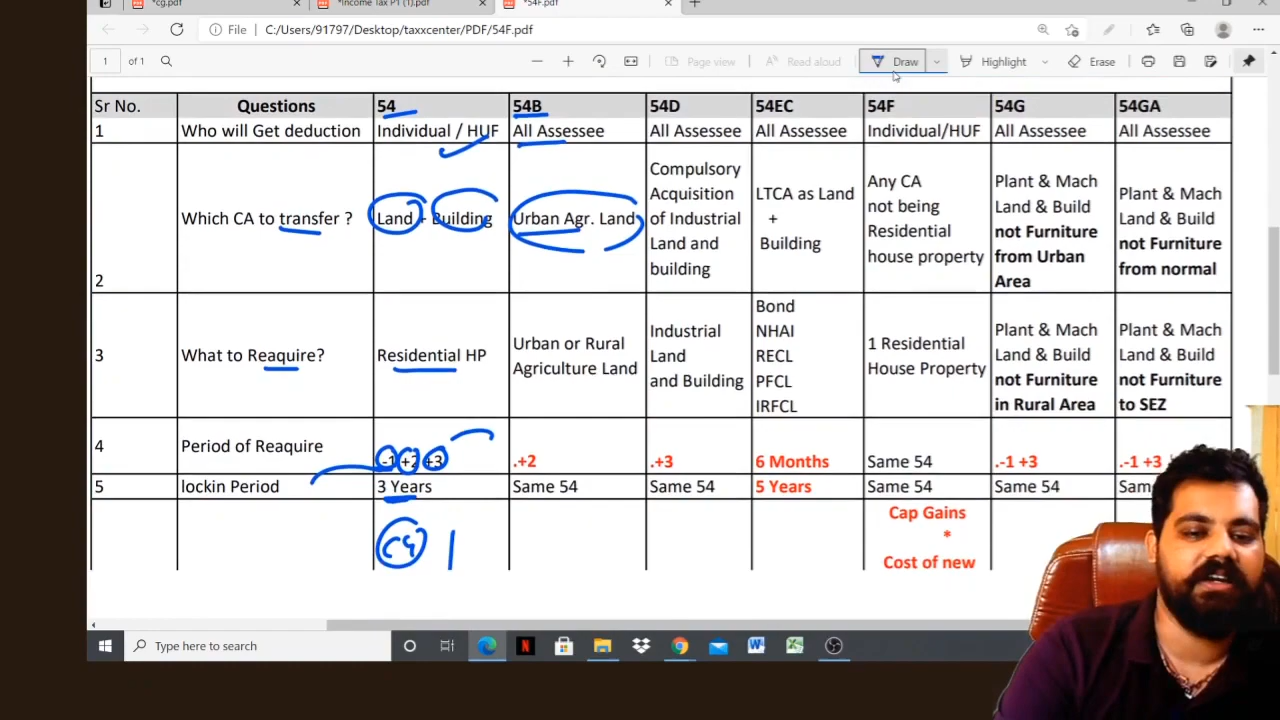 *cg.pdf
*Income Tax P1 (1).pdf
*54F.pdf
File
C:/Users/91797/Desktop/taxxcenter/PDF/54F.pdf
1 of 1
Page view
Read aloud
Draw
Highlight
Erase
Sr No. Questions 54 54B 54D 54EC 54F 54G 54GA
1 Who will Get deduction Individual / HUF All Assessee All Assessee All Assessee Individual/HUF All Assessee All Assessee
2
Which CA to transfer ?
Land + Building
Urban Agr. Land
Compulsory
Acquisition
of Industrial
Land and
building
LTCA as Land
+
Building
Any CA
not being
Residential
house property
Plant & Mach
Land & Build
not Furniture
from Urban
Area
Plant & Mach
Land & Build
not Furniture
from normal
3
What to Reaquire?
Residential HP
Urban or Rural
Agriculture Land
Industrial
Land
and Building
Bond
NHAI
RECL
PFCL
IRFCL
1 Residential
House Property
Plant & Mach
Land & Build
not Furniture
in Rural Area
Plant & Mach
Land & Build
not Furniture
to SEZ
4 Period of Reaquire -1 +2 +3 .+2 .+3 6 Months Same 54 .-1 +3 .-1 +3
5 lockin Period 3 Years Same 54 Same 54 5 Years Same 54 Same 54
CG
Cap Gains
*
Cost of new
Type here to search